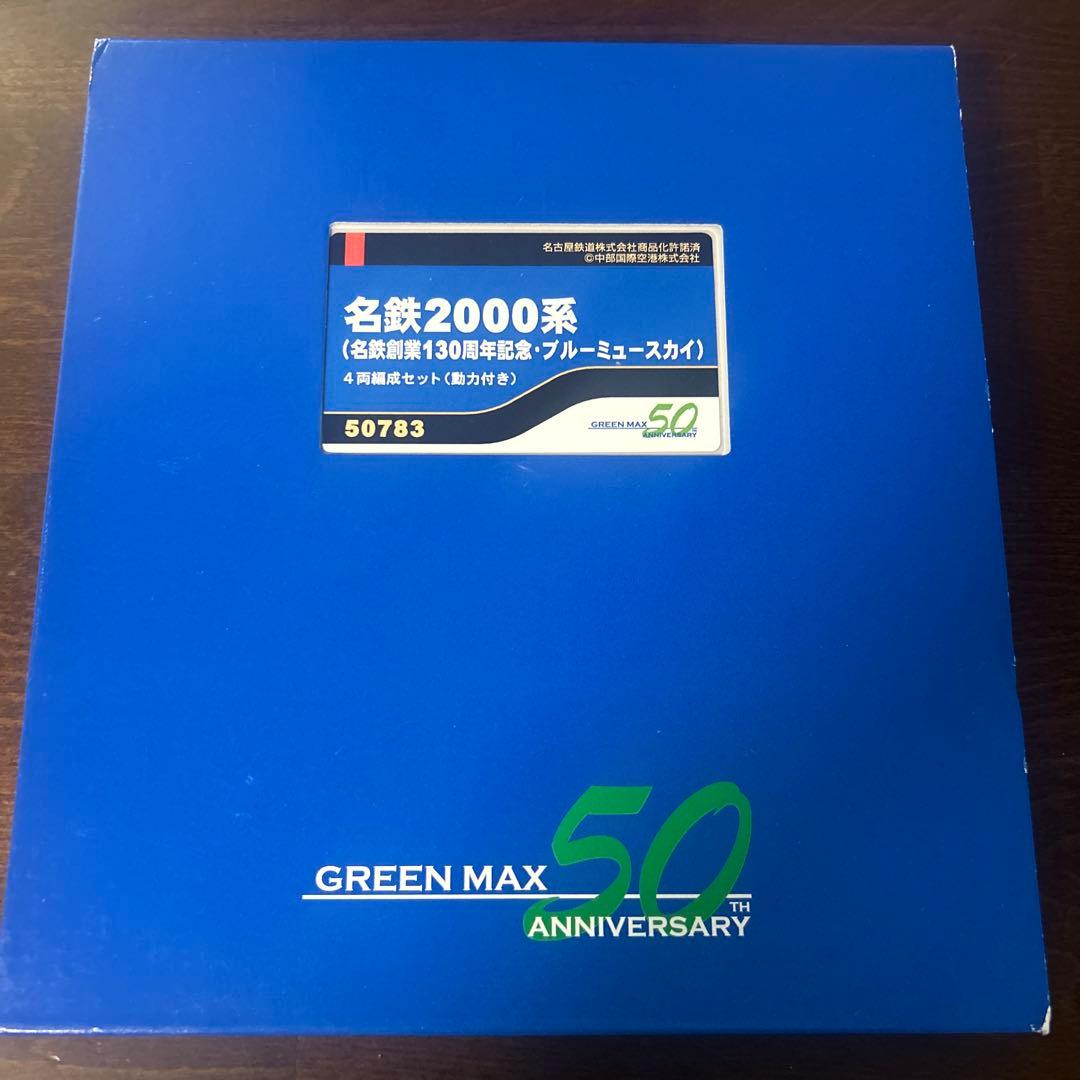 名古屋鉄道株式会社商品化許諾済
©中部国際空港株式会社
名鉄2000系
(名鉄創業130周年記念・ブルーミュースカイ)
4両編成セット(動力付き)
50783
GREEN MAX 50TH
ANNIVERSARY
GREEN MAX 50TH
ANNIVERSARY